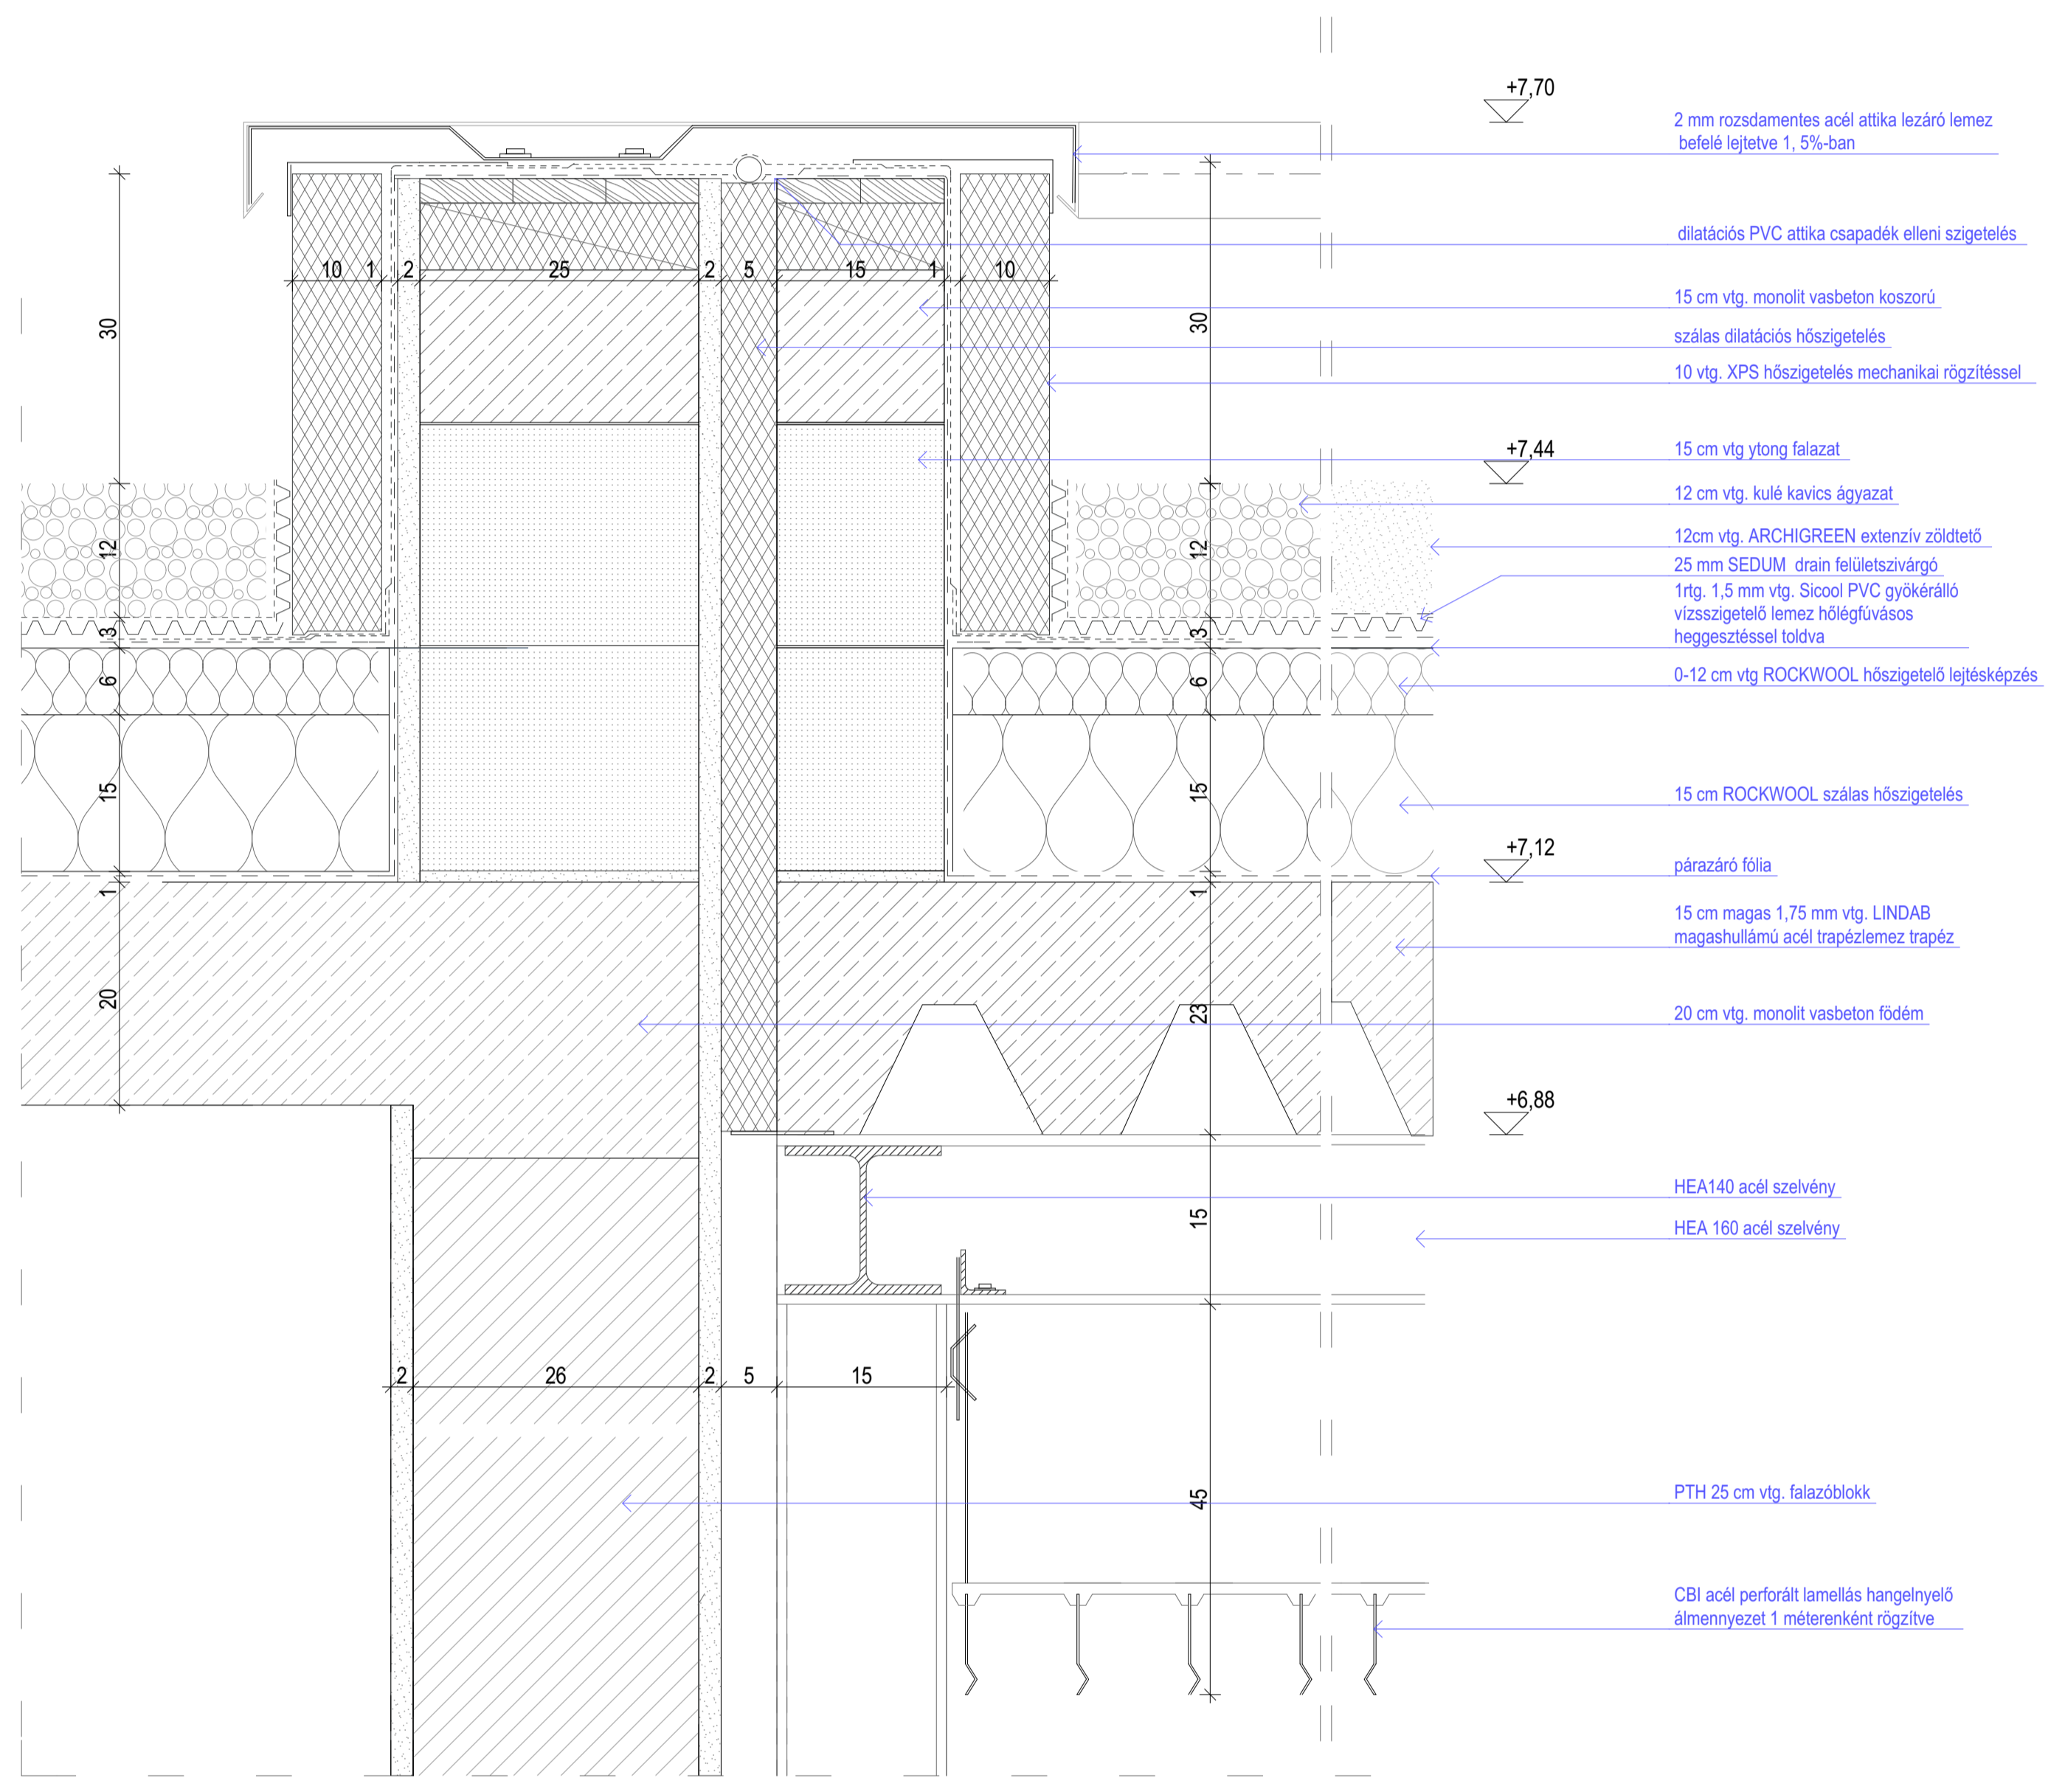 +7,70
2 mm rozsdamentes acél attika lezáró lemez
befelé lejtetve 1, 5%-ban
dilatációs PVC attika csapadék elleni szigetelés
10 1 2 25 2 5 15 1 10
15 cm vtg. monolit vasbeton koszorú
30
30
szálas dilatációs hőszigetelés
10 vtg. XPS hőszigetelés mechanikai rögzítéssel
+7,44
15 cm vtg ytong falazat
12 cm vtg. kulé kavics ágyazat
12
12
12cm vtg. ARCHIGREEN extenzív zöldtető
25 mm SEDUM drain felületszivárgó
1rtg. 1,5 mm vtg. Sicool PVC gyökérálló
vízsszigetelő lemez hőlégfúvásos
heggesztéssel toldva
3
3
6
6
0-12 cm vtg ROCKWOOL hőszigetelő lejtésképzés
15
15
15 cm ROCKWOOL szálas hőszigetelés
+7,12
párazáró fólia
1
1
15 cm magas 1,75 mm vtg. LINDAB
magashullámú acél trapézlemez trapéz
20
23
20 cm vtg. monolit vasbeton födém
+6,88
HEA140 acél szelvény
15
HEA 160 acél szelvény
2 26 2 5 15
45
PTH 25 cm vtg. falazóblokk
CBI acél perforált lamellás hangelnyelő
álmennyezet 1 méterenként rögzítve